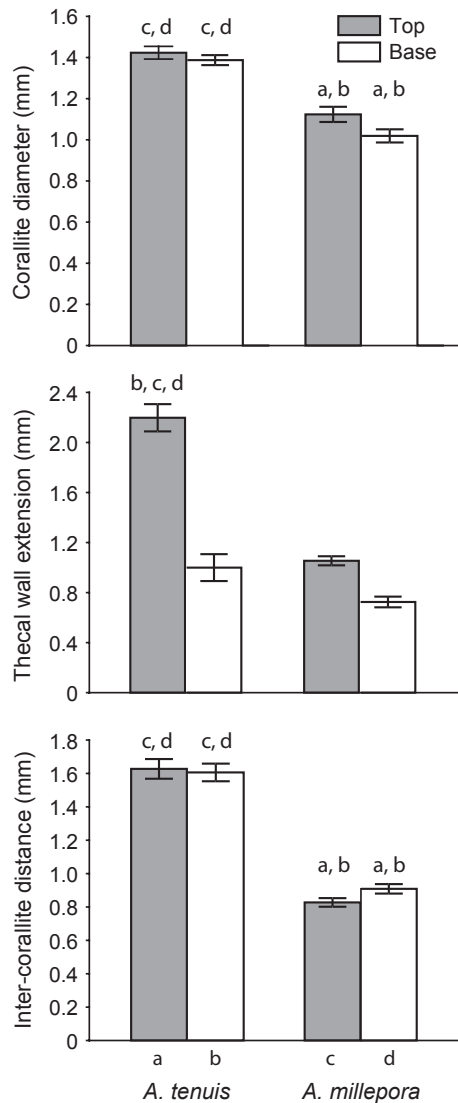 Corallite diameter (mm)
1.6
1.4
1.2
1.0
0.8
0.6
0.4
0.2
0
c, d
c, d
a, b
a, b
Top
Base
Thecal wall extension (mm)
2.4
2.0
1.6
1.2
0.8
0.4
0
b, c, d
Inter-corallite distance (mm)
1.8
1.6
1.4
1.2
1.0
0.8
0.6
0.4
0.2
0
c, d
c, d
a, b
a, b
a
b
c
d
A. tenuis
A. millepora